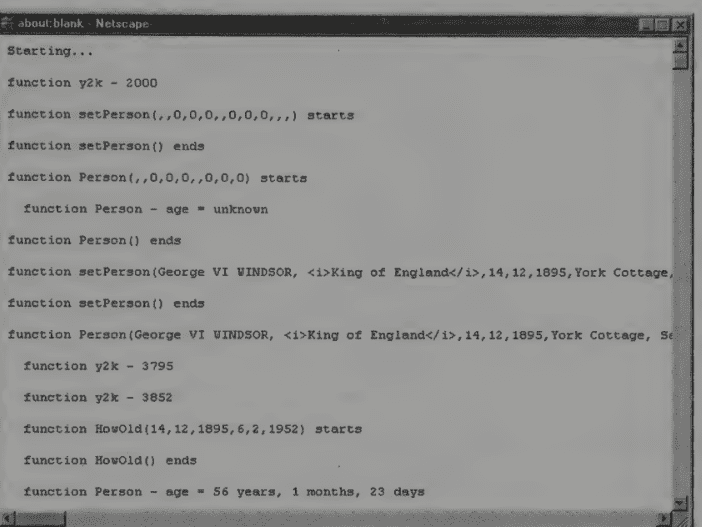 about:blank - Netscape
Starting...
function y2k - 2000
function setPerson(,,0,0,0,,0,0,0,,,) starts
function setPerson() ends
function Person(,,0,0,0,,0,0,0) starts
function Person - age = unknown
function Person() ends
function setPerson(George VI WINDSOR, <i>King of England</i>,14,12,1895,York Cottage,
function setPerson() ends
function Person(George VI WINDSOR, <i>King of England</i>,14,12,1895,York Cottage, Se
function y2k - 3795
function y2k - 3852
function HowOld(14,12,1895,6,2,1952) starts
function HowOld() ends
function Person - age = 56 years, 1 months, 23 days